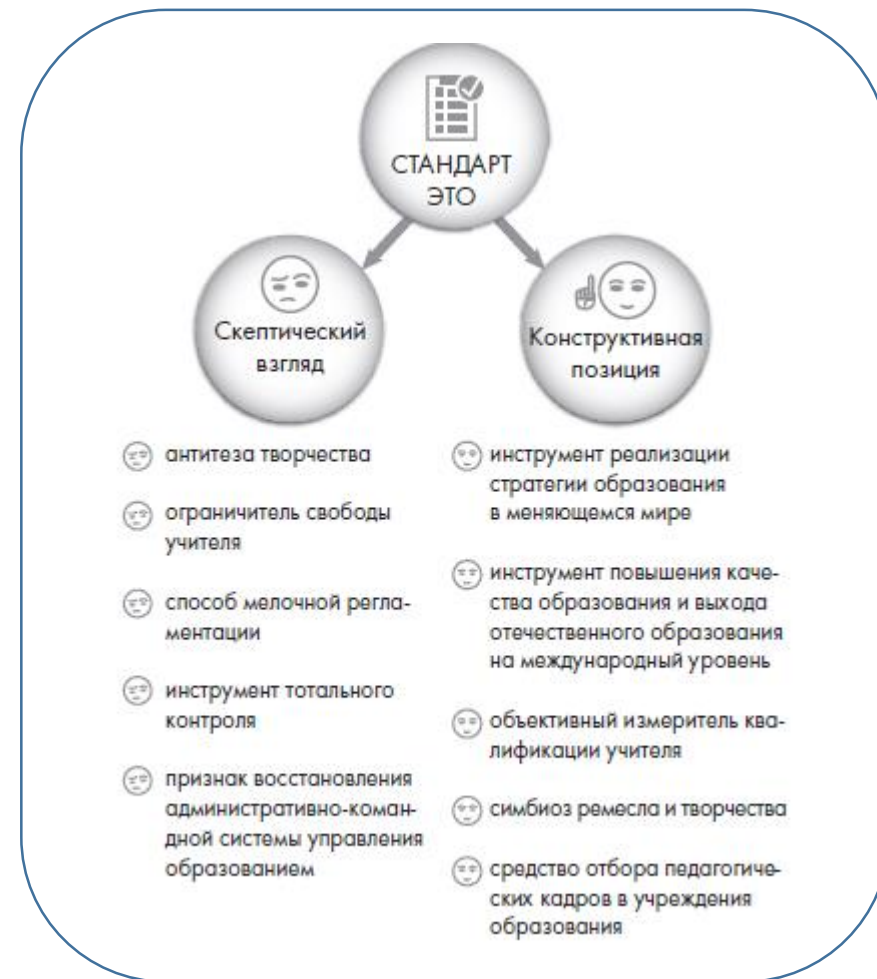 СТАНДАРТ
ЭТО
Скептический
взгляд
антитеза творчества
ограничитель свободы
учителя
способ мелочной регла-
ментации
инструмент тотального
контроля
признак восстановления
административно-коман-
дной системы управления
образованием
Конструктивная
позиция
инструмент реализации
стратегии образования
в меняющемся мире
инструмент повышения каче-
ства образования и выхода
отечественного образования
на международный уровень
объективный измеритель ква-
лификации учителя
симбиоз ремесла и творчества
средство отбора педагогиче-
ских кадров в учреждения
образования